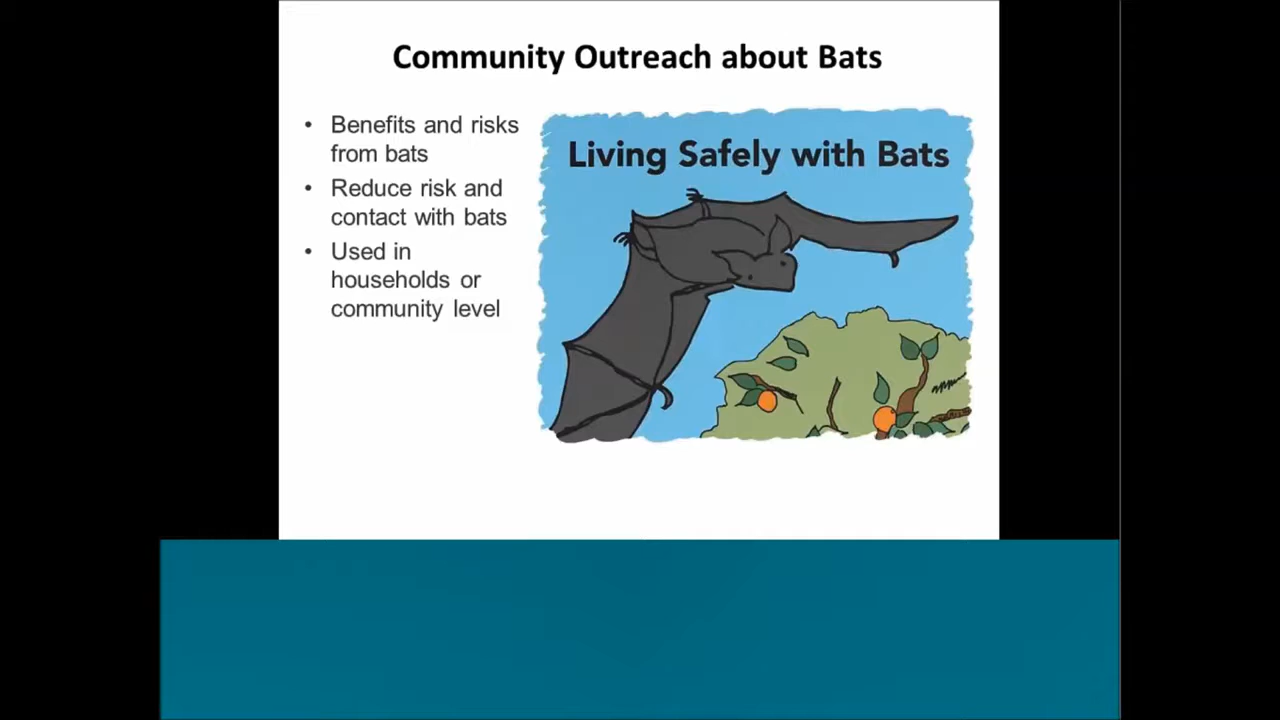 Community Outreach about Bats
• Benefits and risks
from bats
• Reduce risk and
contact with bats
• Used in
households or
community level
Living Safely with Bats